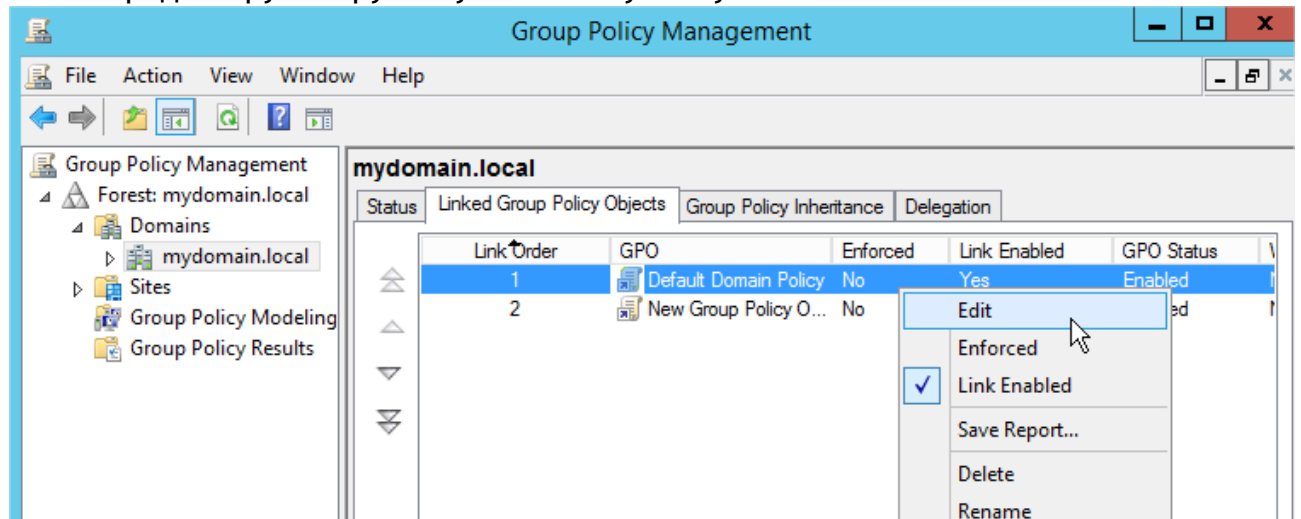 Group Policy Management
File Action View Window Help
Group Policy Management
Forest: mydomain.local
Domains
mydomain.local
Sites
Group Policy Modeling
Group Policy Results
mydomain.local
Status Linked Group Policy Objects Group Policy Inheritance Delegation
Link Order GPO Enforced Link Enabled GPO Status
1 Default Domain Policy No Yes Enabled
2 New Group Policy O... No
Edit
Enforced
Link Enabled
Save Report...
Delete
Rename